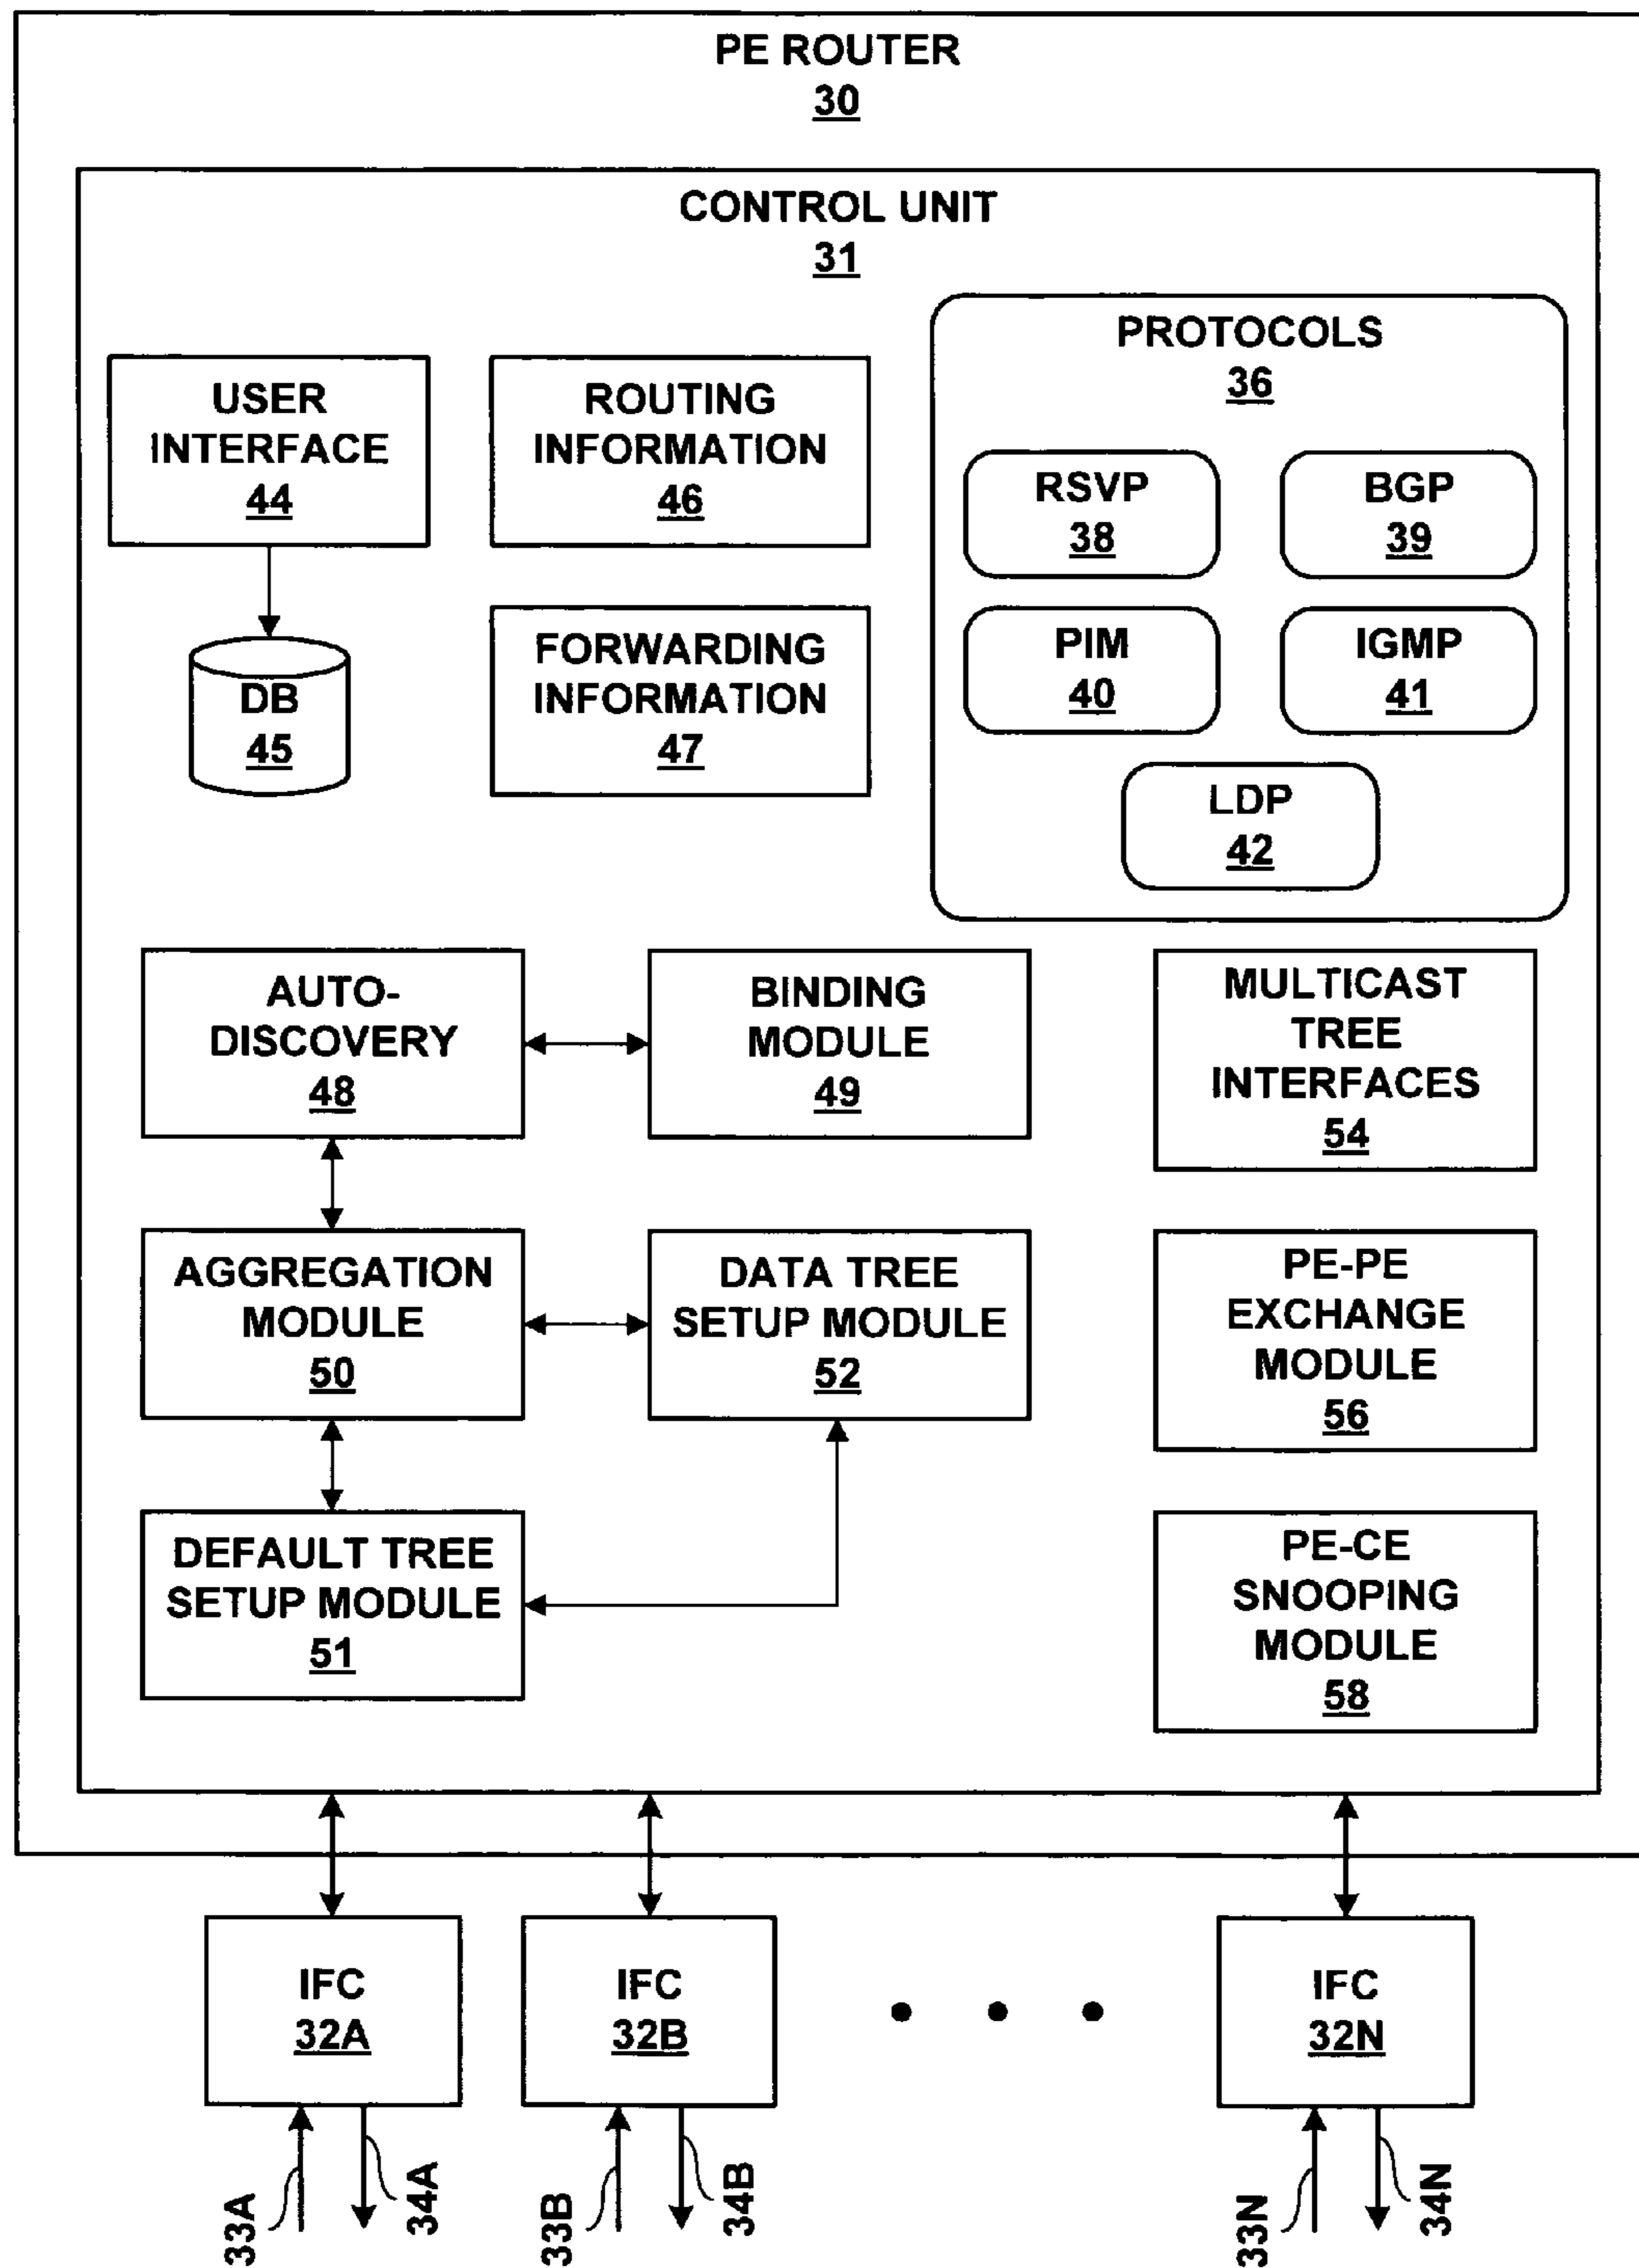 PE ROUTER
30
CONTROL UNIT
31
USER
INTERFACE
44
DB
45
ROUTING
INFORMATION
46
FORWARDING
INFORMATION
47
PROTOCOLS
36
RSVP
38
BGP
39
PIM
40
IGMP
41
LDP
42
AUTO-
DISCOVERY
48
BINDING
MODULE
49
MULTICAST
TREE
INTERFACES
54
AGGREGATION
MODULE
50
DATA TREE
SETUP MODULE
52
PE-PE
EXCHANGE
MODULE
56
DEFAULT TREE
SETUP MODULE
51
PE-CE
SNOOPING
MODULE
58
IFC
32A
IFC
32B
IFC
32N
33A
34A
33B
34B
33N
34N